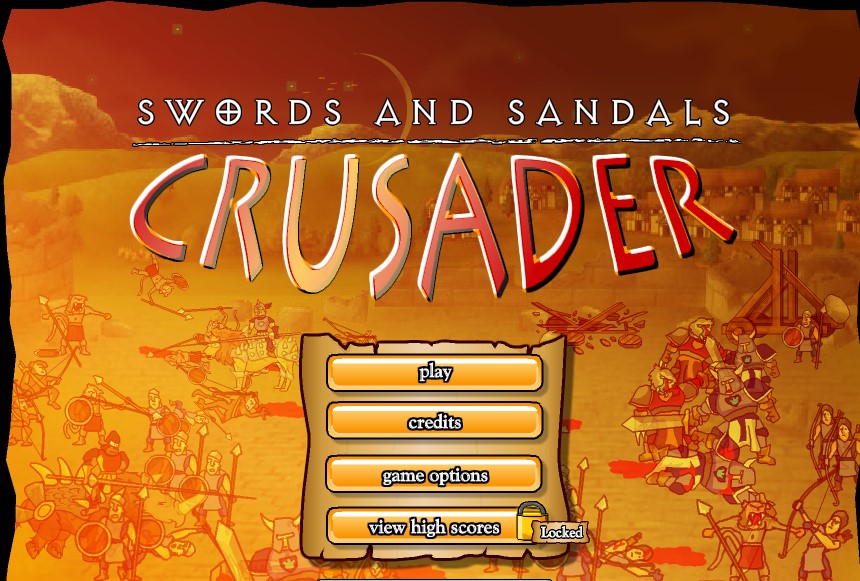 SWORDS AND SANDALS
CRUSADER
play
credits
game options
view high scores
Locked